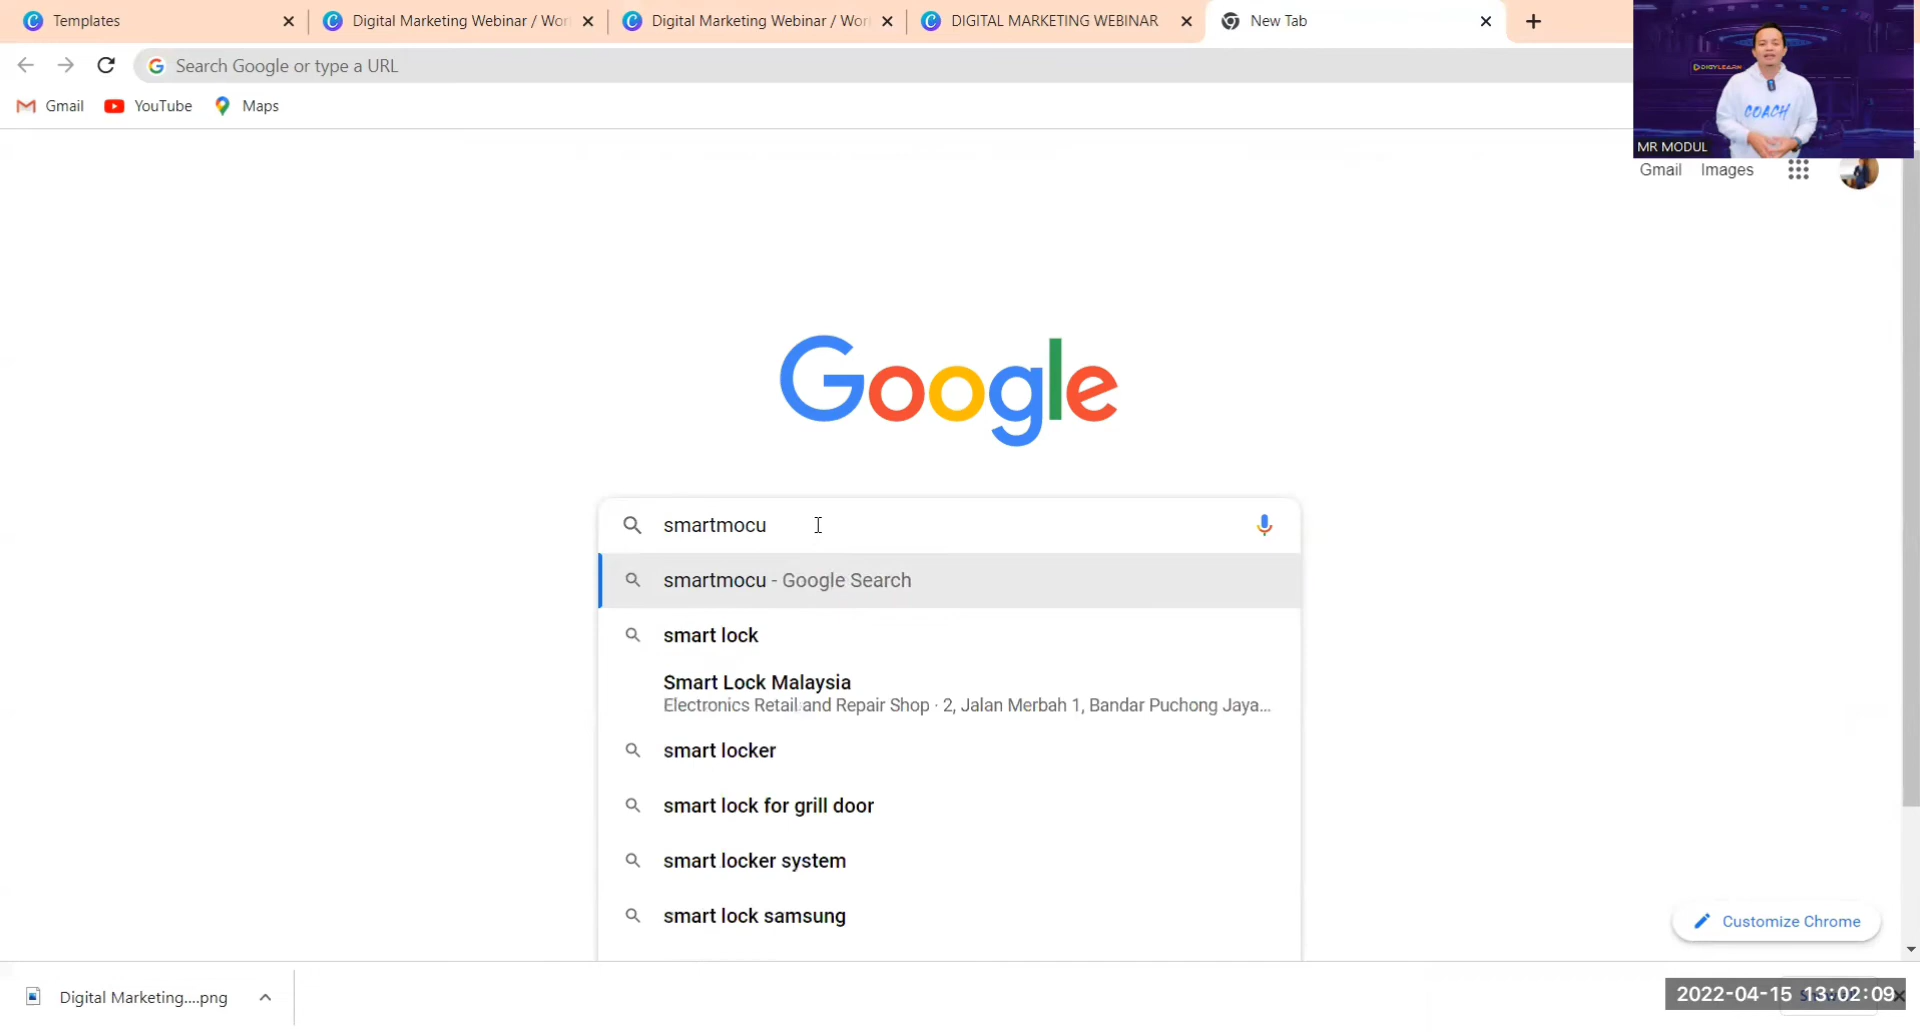 Templates
Digital Marketing Webinar / Wor
Digital Marketing Webinar / Wor
DIGITAL MARKETING WEBINAR
New Tab
Search Google or type a URL
Gmail
YouTube
Maps
DIGYLEARN
COACH
MR MODUL
Gmail
Images
Google
smartmocu
smartmocu - Google Search
smart lock
Smart Lock Malaysia
Electronics Retail and Repair Shop · 2, Jalan Merbah 1, Bandar Puchong Jaya...
smart locker
smart lock for grill door
smart locker system
smart lock samsung
Customize Chrome
Digital Marketing....png
2022-04-15 13:02:09